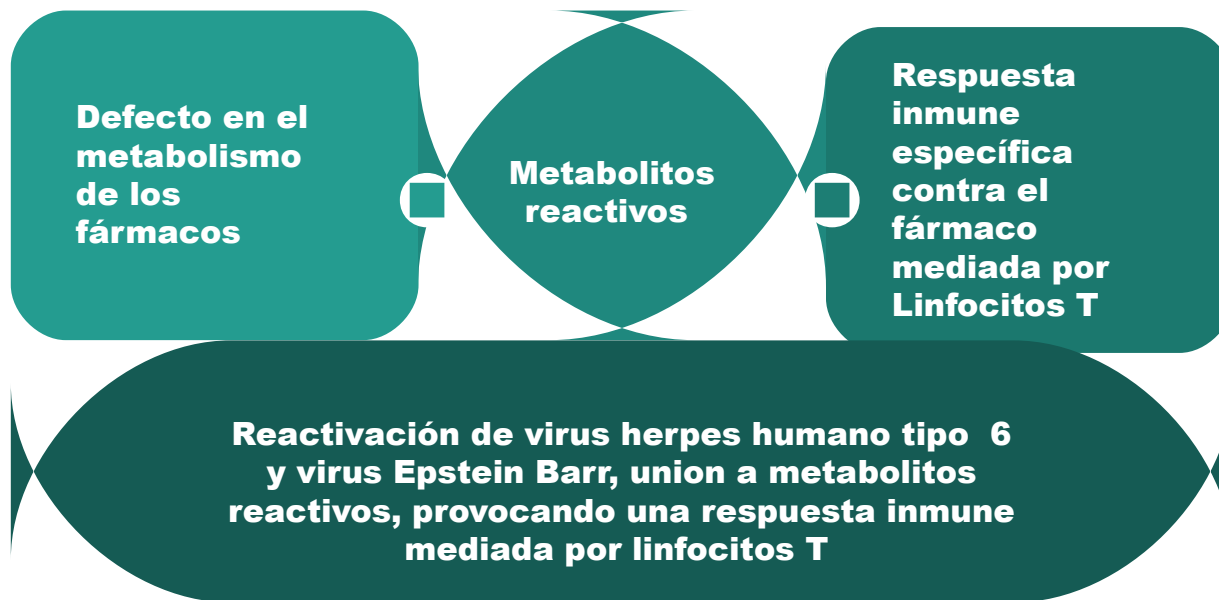 Defecto en el
metabolismo
de los
fármacos
Metabolitos
reactivos
Respuesta
inmune
específica
contra el
fármaco
mediada por
Linfocitos T
Reactivación de virus herpes humano tipo  6
y virus Epstein Barr, union a metabolitos
reactivos, provocando una respuesta inmune
mediada por linfocitos T